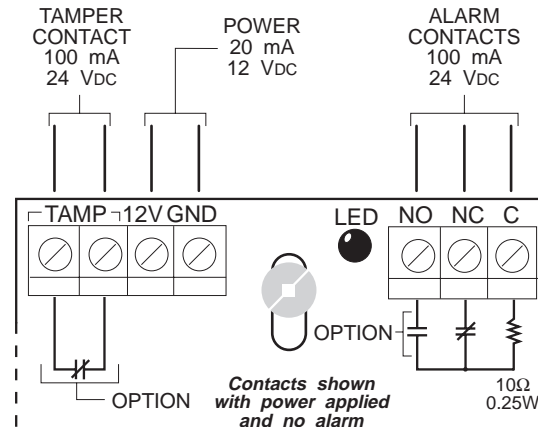 TAMPER
CONTACT
100 mA
24 VDC
POWER
20 mA
12 VDC
ALARM
CONTACTS
100 mA
24 VDC
TAMP 12V GND
LED NO NC C
OPTION
OPTION
Contacts shown
with power applied
and no alarm
10Ω
0.25W